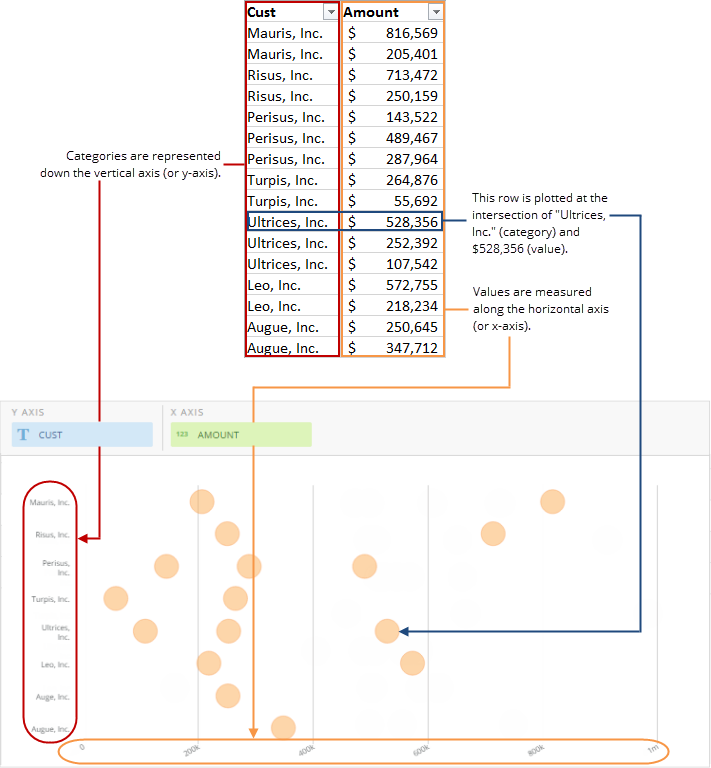 Cust Amount
Mauris, Inc. $ 816,569
Mauris, Inc. $ 205,401
Risus, Inc. $ 713,472
Risus, Inc. $ 250,159
Perisus, Inc. $ 143,522
Perisus, Inc. $ 489,467
Perisus, Inc. $ 287,964
Turpis, Inc. $ 264,876
Turpis, Inc. $ 55,692
Ultrices, Inc. $ 528,356
Ultrices, Inc. $ 252,392
Ultrices, Inc. $ 107,542
Leo, Inc. $ 572,755
Leo, Inc. $ 218,234
Augue, Inc. $ 250,645
Augue, Inc. $ 347,712
Categories are represented
down the vertical axis (or y-axis).
This row is plotted at the
intersection of "Ultrices,
Inc." (category) and
$528,356 (value).
Values are measured
along the horizontal axis
(or x-axis).
Y AXIS
T CUST
X AXIS
123 AMOUNT
Mauris, Inc.
Risus, Inc.
Perisus,
Inc.
Turpis, Inc.
Ultrices,
Inc.
Leo, Inc.
Auge, Inc.
Augue, Inc.
0 200k 400k 600k 800k 1m